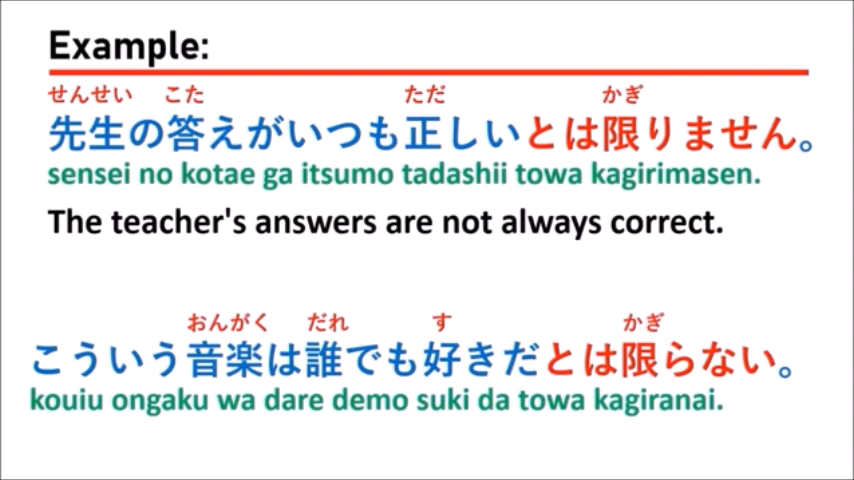 Example:
せんせい こた ただ かぎ
先生の答えがいつも正しいとは限りません。
sensei no kotae ga itsumo tadashii towa kagirimasen.
The teacher's answers are not always correct.
おんがく だれ す かぎ
こういう音楽は誰でも好きだとは限らない。
kouiu ongaku wa dare demo suki da towa kagiranai.